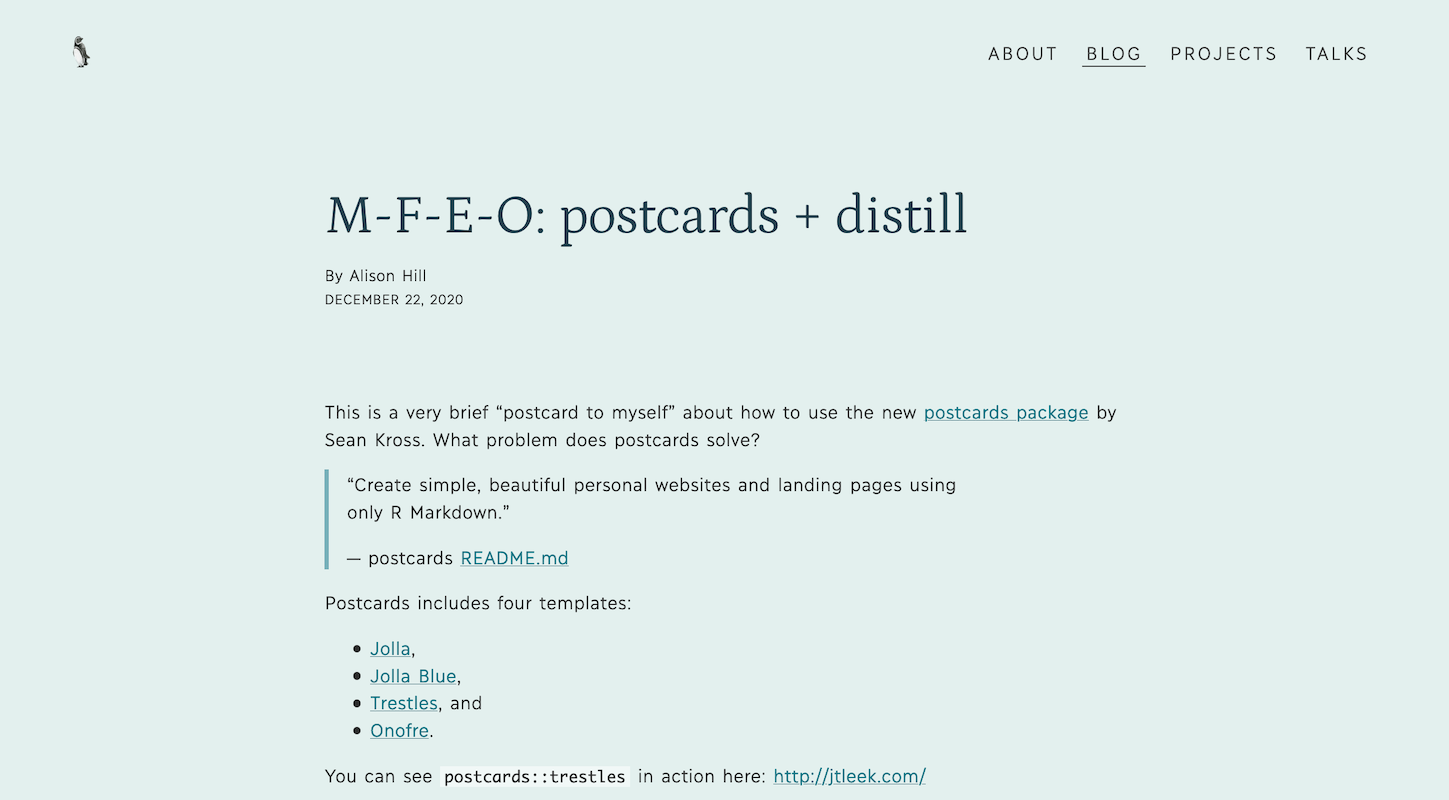 ABOUT BLOG PROJECTS TALKS
M-F-E-O: postcards + distill
By Alison Hill
DECEMBER 22, 2020
This is a very brief “postcard to myself” about how to use the new postcards package by
Sean Kross. What problem does postcards solve?
“Create simple, beautiful personal websites and landing pages using
only R Markdown.”
— postcards README.md
Postcards includes four templates:
• Jolla,
• Jolla Blue,
• Trestles, and
• Onofre.
You can see postcards::trestles in action here: http://jtleek.com/